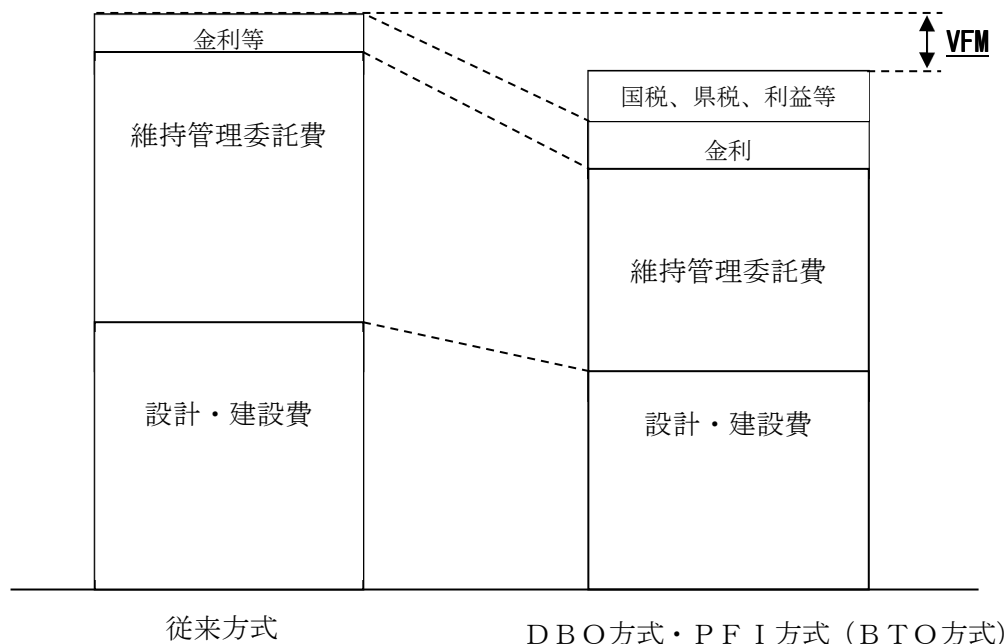 金利等
維持管理委託費
設計・建設費
従来方式
VFM
国税、県税、利益等
金利
維持管理委託費
設計・建設費
ＤＢＯ方式・ＰＦＩ方式（ＢＴＯ方式）